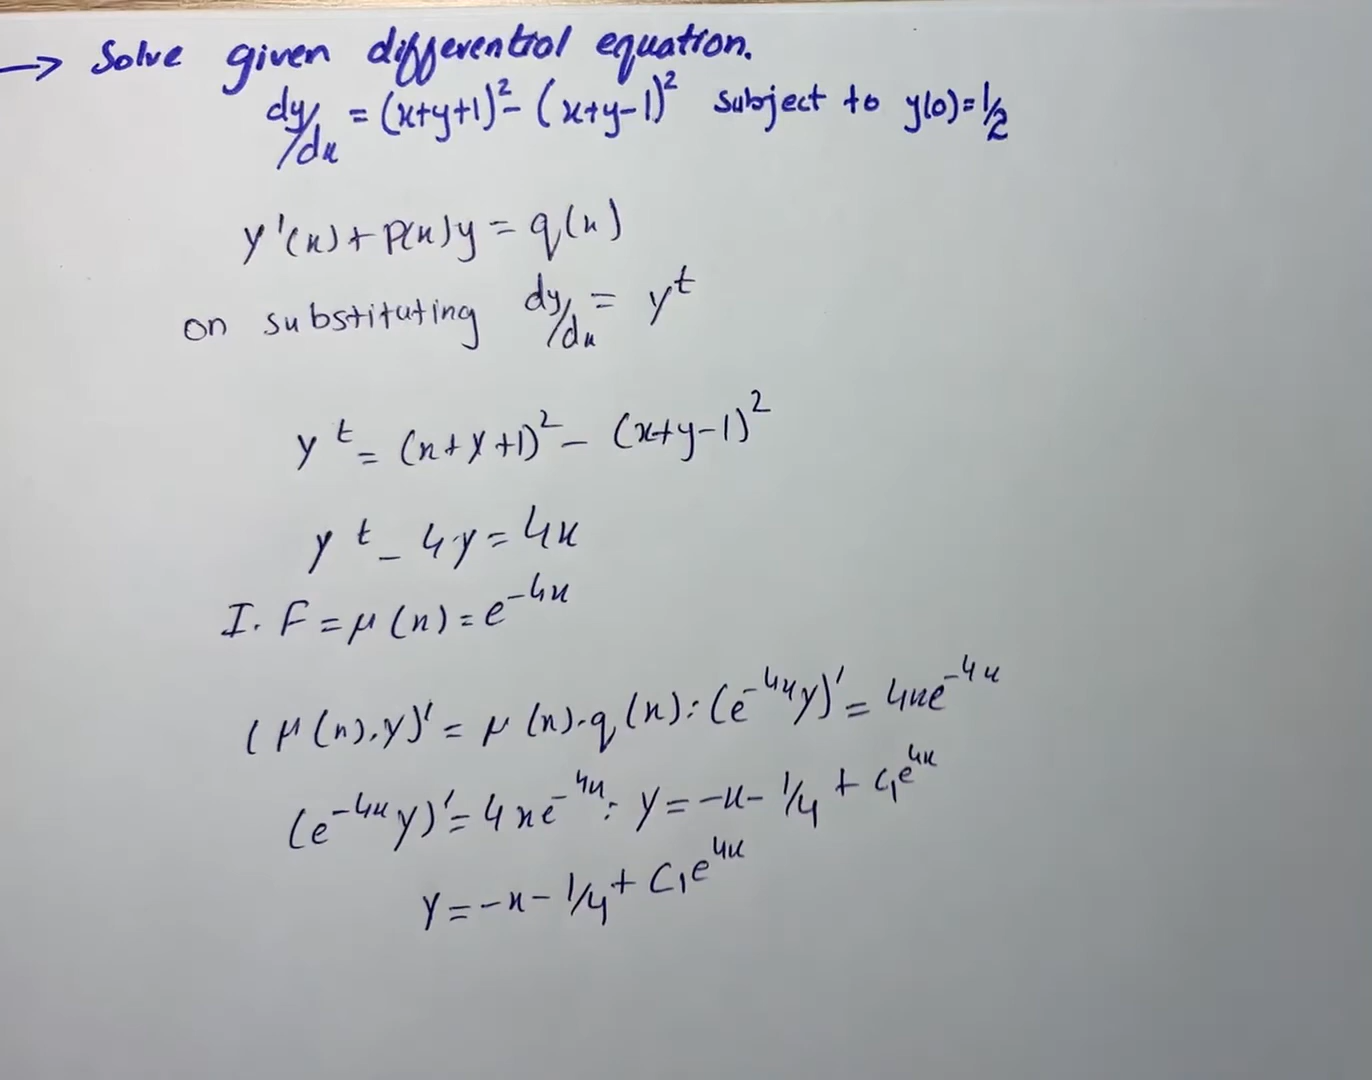 → Solve given differential equation.
dy/dx = (x+y+1)² - (x+y-1)² subject to y(0)=1/2
y'(x)+P(x)y = q(x)
on substituting dy/dx = y^t
y^t = (x+y+1)² - (x+y-1)²
y^t - 4y = 4x
I.F = μ(x) = e^-4x
(μ(x).y)' = μ(x).q(x) : (e^-4x y)' = 4xe^-4x
(e^-4x y)' = 4xe^-4x : y = -x - 1/4 + c₁e^4x
y = -x - 1/4 + C₁e^4x